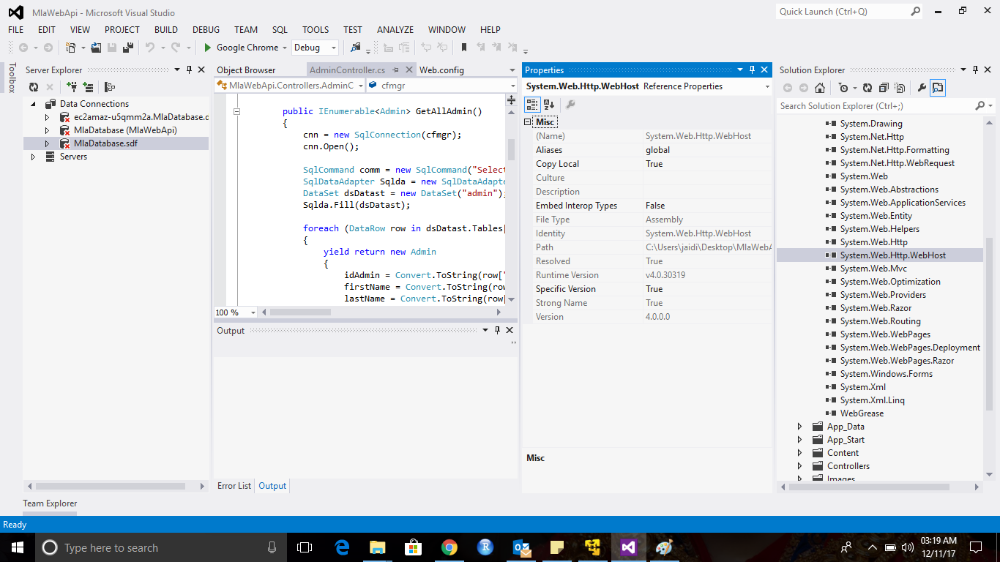 MlaWebApi - Microsoft Visual Studio
Quick Launch (Ctrl+Q)
FILE EDIT VIEW PROJECT BUILD DEBUG TEAM SQL TOOLS TEST ANALYZE WINDOW HELP
Google Chrome Debug
Toolbox
Server Explorer
Data Connections
ec2amaz-u5qmm2a.MlaDatabase.d
MlaDatabase (MlaWebApi)
MlaDatabase.sdf
Servers
Team Explorer
Object Browser AdminController.cs Web.config
MlaWebApi.Controllers.AdminC cfmgr
public IEnumerable<Admin> GetAllAdmin()
{
cnn = new SqlConnection(cfmgr);
cnn.Open();
SqlCommand comm = new SqlCommand("Select
SqlDataAdapter Sqlda = new SqlDataAdapte
DataSet dsDatast = new DataSet("admin");
Sqlda.Fill(dsDatast);
foreach (DataRow row in dsDatast.Tables[
{
yield return new Admin
{
idAdmin = Convert.ToString(row["
firstName = Convert.ToString(row
lastName = Convert.ToString(row[
100 %
Output
Error List Output
Properties
System.Web.Http.WebHost Reference Properties
Misc
(Name) System.Web.Http.WebHost
Aliases global
Copy Local True
Culture
Description
Embed Interop Types False
File Type Assembly
Identity System.Web.Http.WebHost
Path C:\Users\jaidi\Desktop\MlaWebA
Resolved True
Runtime Version v4.0.30319
Specific Version True
Strong Name True
Version 4.0.0.0
Misc
Solution Explorer
Search Solution Explorer (Ctrl+;)
System.Drawing
System.Net.Http
System.Net.Http.Formatting
System.Net.Http.WebRequest
System.Web
System.Web.Abstractions
System.Web.ApplicationServices
System.Web.Entity
System.Web.Helpers
System.Web.Http
System.Web.Http.WebHost
System.Web.Mvc
System.Web.Optimization
System.Web.Providers
System.Web.Razor
System.Web.Routing
System.Web.WebPages
System.Web.WebPages.Deployment
System.Web.WebPages.Razor
System.Windows.Forms
System.Xml
System.Xml.Linq
WebGrease
App_Data
App_Start
Content
Controllers
Images
Ready
Type here to search
03:19 AM
12/11/17